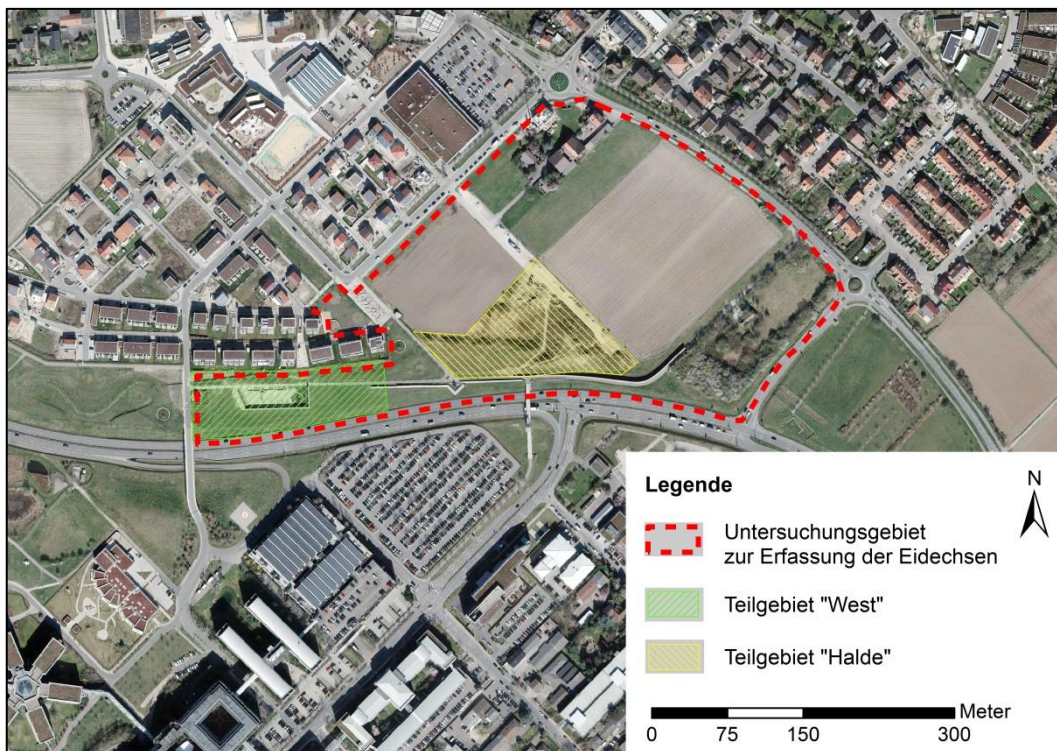 Legende
N
Untersuchungsgebiet
zur Erfassung der Eidechsen
Teilgebiet "West"
Teilgebiet "Halde"
Meter
0 75 150 300